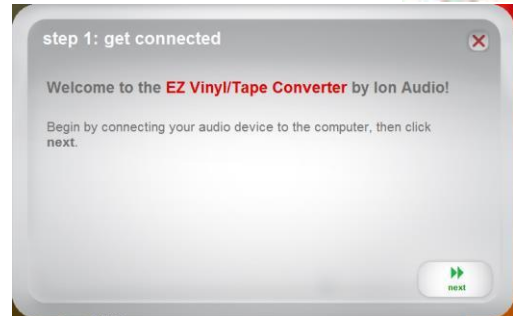 step 1: get connected
Welcome to the EZ Vinyl/Tape Converter by Ion Audio!
Begin by connecting your audio device to the computer, then click
next.
next